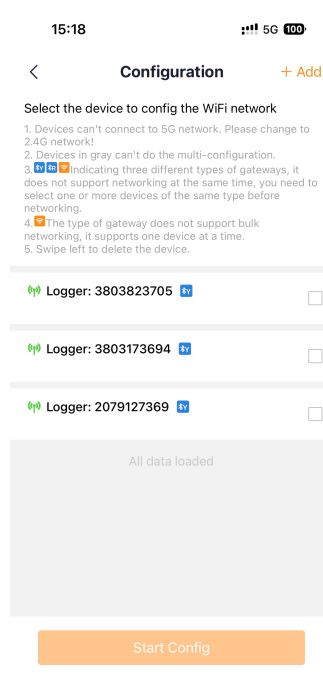 15:18
5G 100
Configuration
+ Add
Select the device to config the WiFi network
1. Devices can't connect to 5G network. Please change to
2.4G network!
2. Devices in gray can't do the multi-configuration.
3. Y R Indicating three different types of gateways, it
does not support networking at the same time, you need to
select one or more devices of the same type before
networking.
4. The type of gateway does not support bulk
networking, it supports one device at a time.
5. Swipe left to delete the device.
Logger: 3803823705 Y
Logger: 3803173694 Y
Logger: 2079127369 Y
All data loaded
Start Config